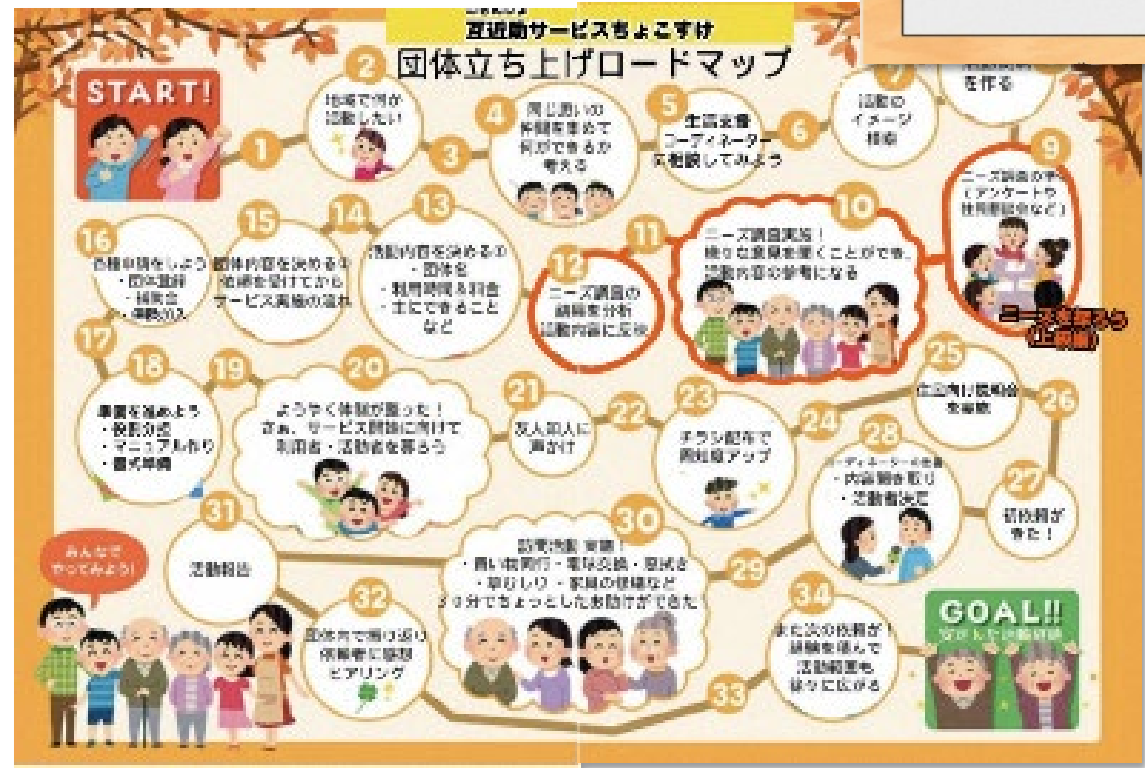 互近助サービスちょこすけ
団体立ち上げロードマップ
START!
1
2
地域で何か
活動したい
3
4
同じ思いの
仲間を集めて
何ができるか
考える
5
生活支援
コーディネーター
に相談してみよう
6
7
活動の
イメージ
を作る
9
ニーズ調査の
(アンケートや
住民懇談会など)
ニーズを探ろう
(上級編)
10
ニーズ調査実施！
様々な意見を聞くことができ、
活動内容の参考になる
11
12
ニーズ調査の
結果を分析
活動内容に反映
13
活動内容を決める①
・団体名
・利用時間＆料金
・主にできること
など
14
15
団体内容を決める②
依頼を受けてから
サービス実施の流れ
16
各種申請をしよう
・団体登録
・補助金
・保険加入
17
18
準備を進めよう
・役割分担
・マニュアル作り
・書式準備
19
20
ようやく体制が整った！
さぁ、サービス開始に向けて
利用者・活動者を募ろう
21
友人知人に
声かけ
22
23
チラシ配布で
周知度アップ
24
25
住民向け説明会
を実施
26
27
初依頼が
きた！
28
コーディネーターの出番
・内容聞き取り
・活動者決定
29
30
訪問活動 実施！
・買い物同行・電球交換・窓拭き
・草むしり ・家具の移動など
30分でちょっとしたお助けができた
31
活動報告
みんなで
やってみよう!
32
団体内で振り返り
依頼者に感想
ヒアリング
33
34
また次の依頼が！
経験を積んで
活動範囲も
徐々に広がる
GOAL!!